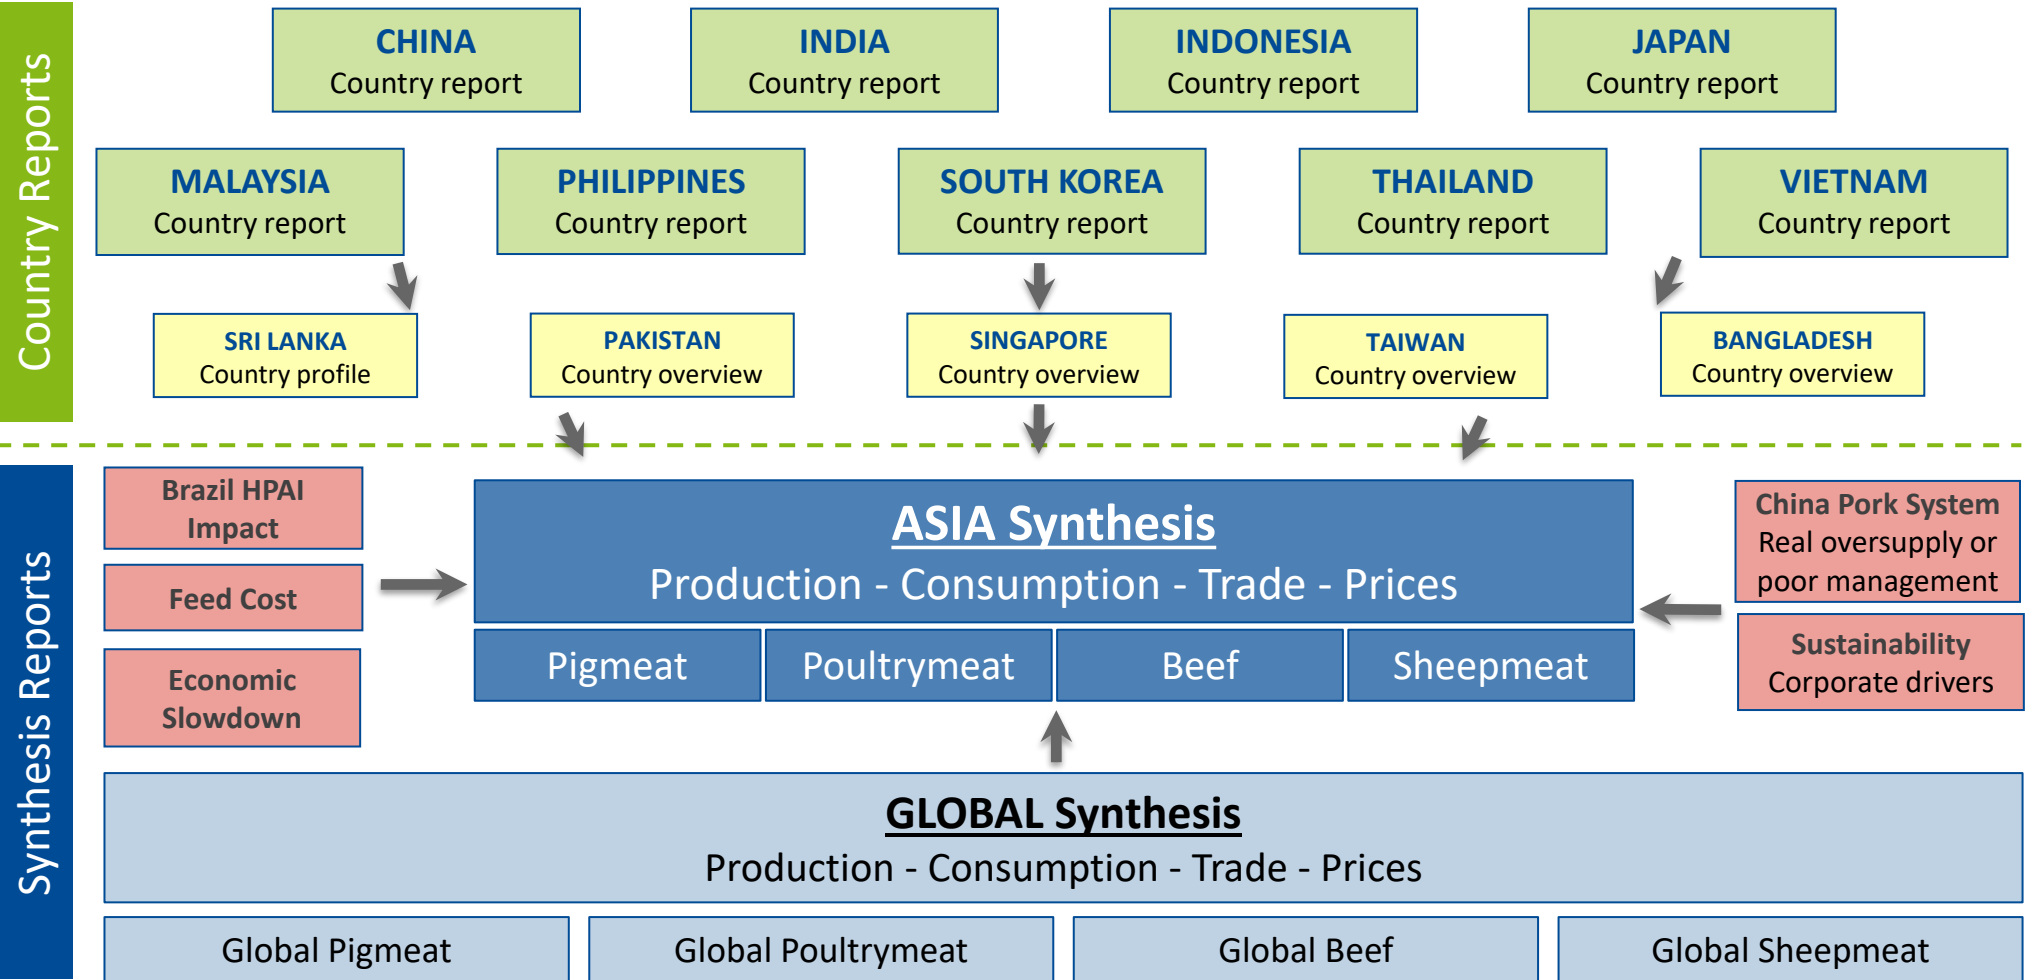 Country Reports
CHINA
Country report
INDIA
Country report
INDONESIA
Country report
JAPAN
Country report
MALAYSIA
Country report
PHILIPPINES
Country report
SOUTH KOREA
Country report
THAILAND
Country report
VIETNAM
Country report
SRI LANKA
Country profile
PAKISTAN
Country overview
SINGAPORE
Country overview
TAIWAN
Country overview
BANGLADESH
Country overview
Synthesis Reports
Brazil HPAI
Impact
Feed Cost
Economic
Slowdown
ASIA Synthesis
Production - Consumption - Trade - Prices
Pigmeat
Poultrymeat
Beef
Sheepmeat
China Pork System
Real oversupply or
poor management
Sustainability
Corporate drivers
GLOBAL Synthesis
Production - Consumption - Trade - Prices
Global Pigmeat
Global Poultrymeat
Global Beef
Global Sheepmeat